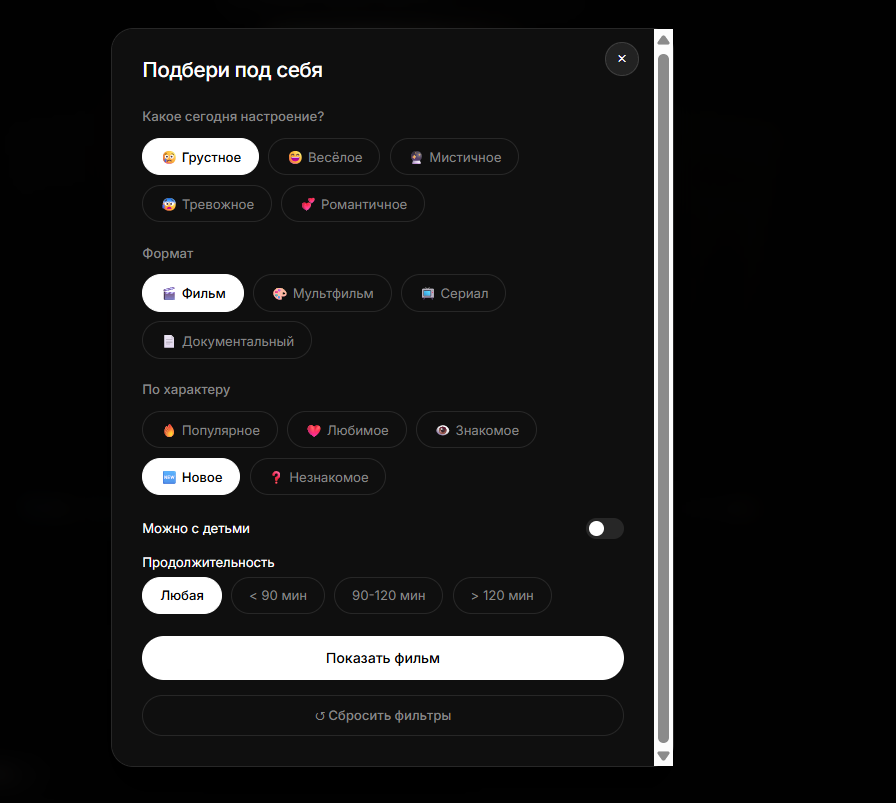 Подбери под себя
×
Какое сегодня настроение?
Грустное
Весёлое
Мистичное
Тревожное
Романтичное
Формат
Фильм
Мультфильм
Сериал
Документальный
По характеру
Популярное
Любимое
Знакомое
NEW Новое
❓ Незнакомое
Можно с детьми
Продолжительность
Любая
< 90 мин
90-120 мин
> 120 мин
Показать фильм
↺ Сбросить фильтры